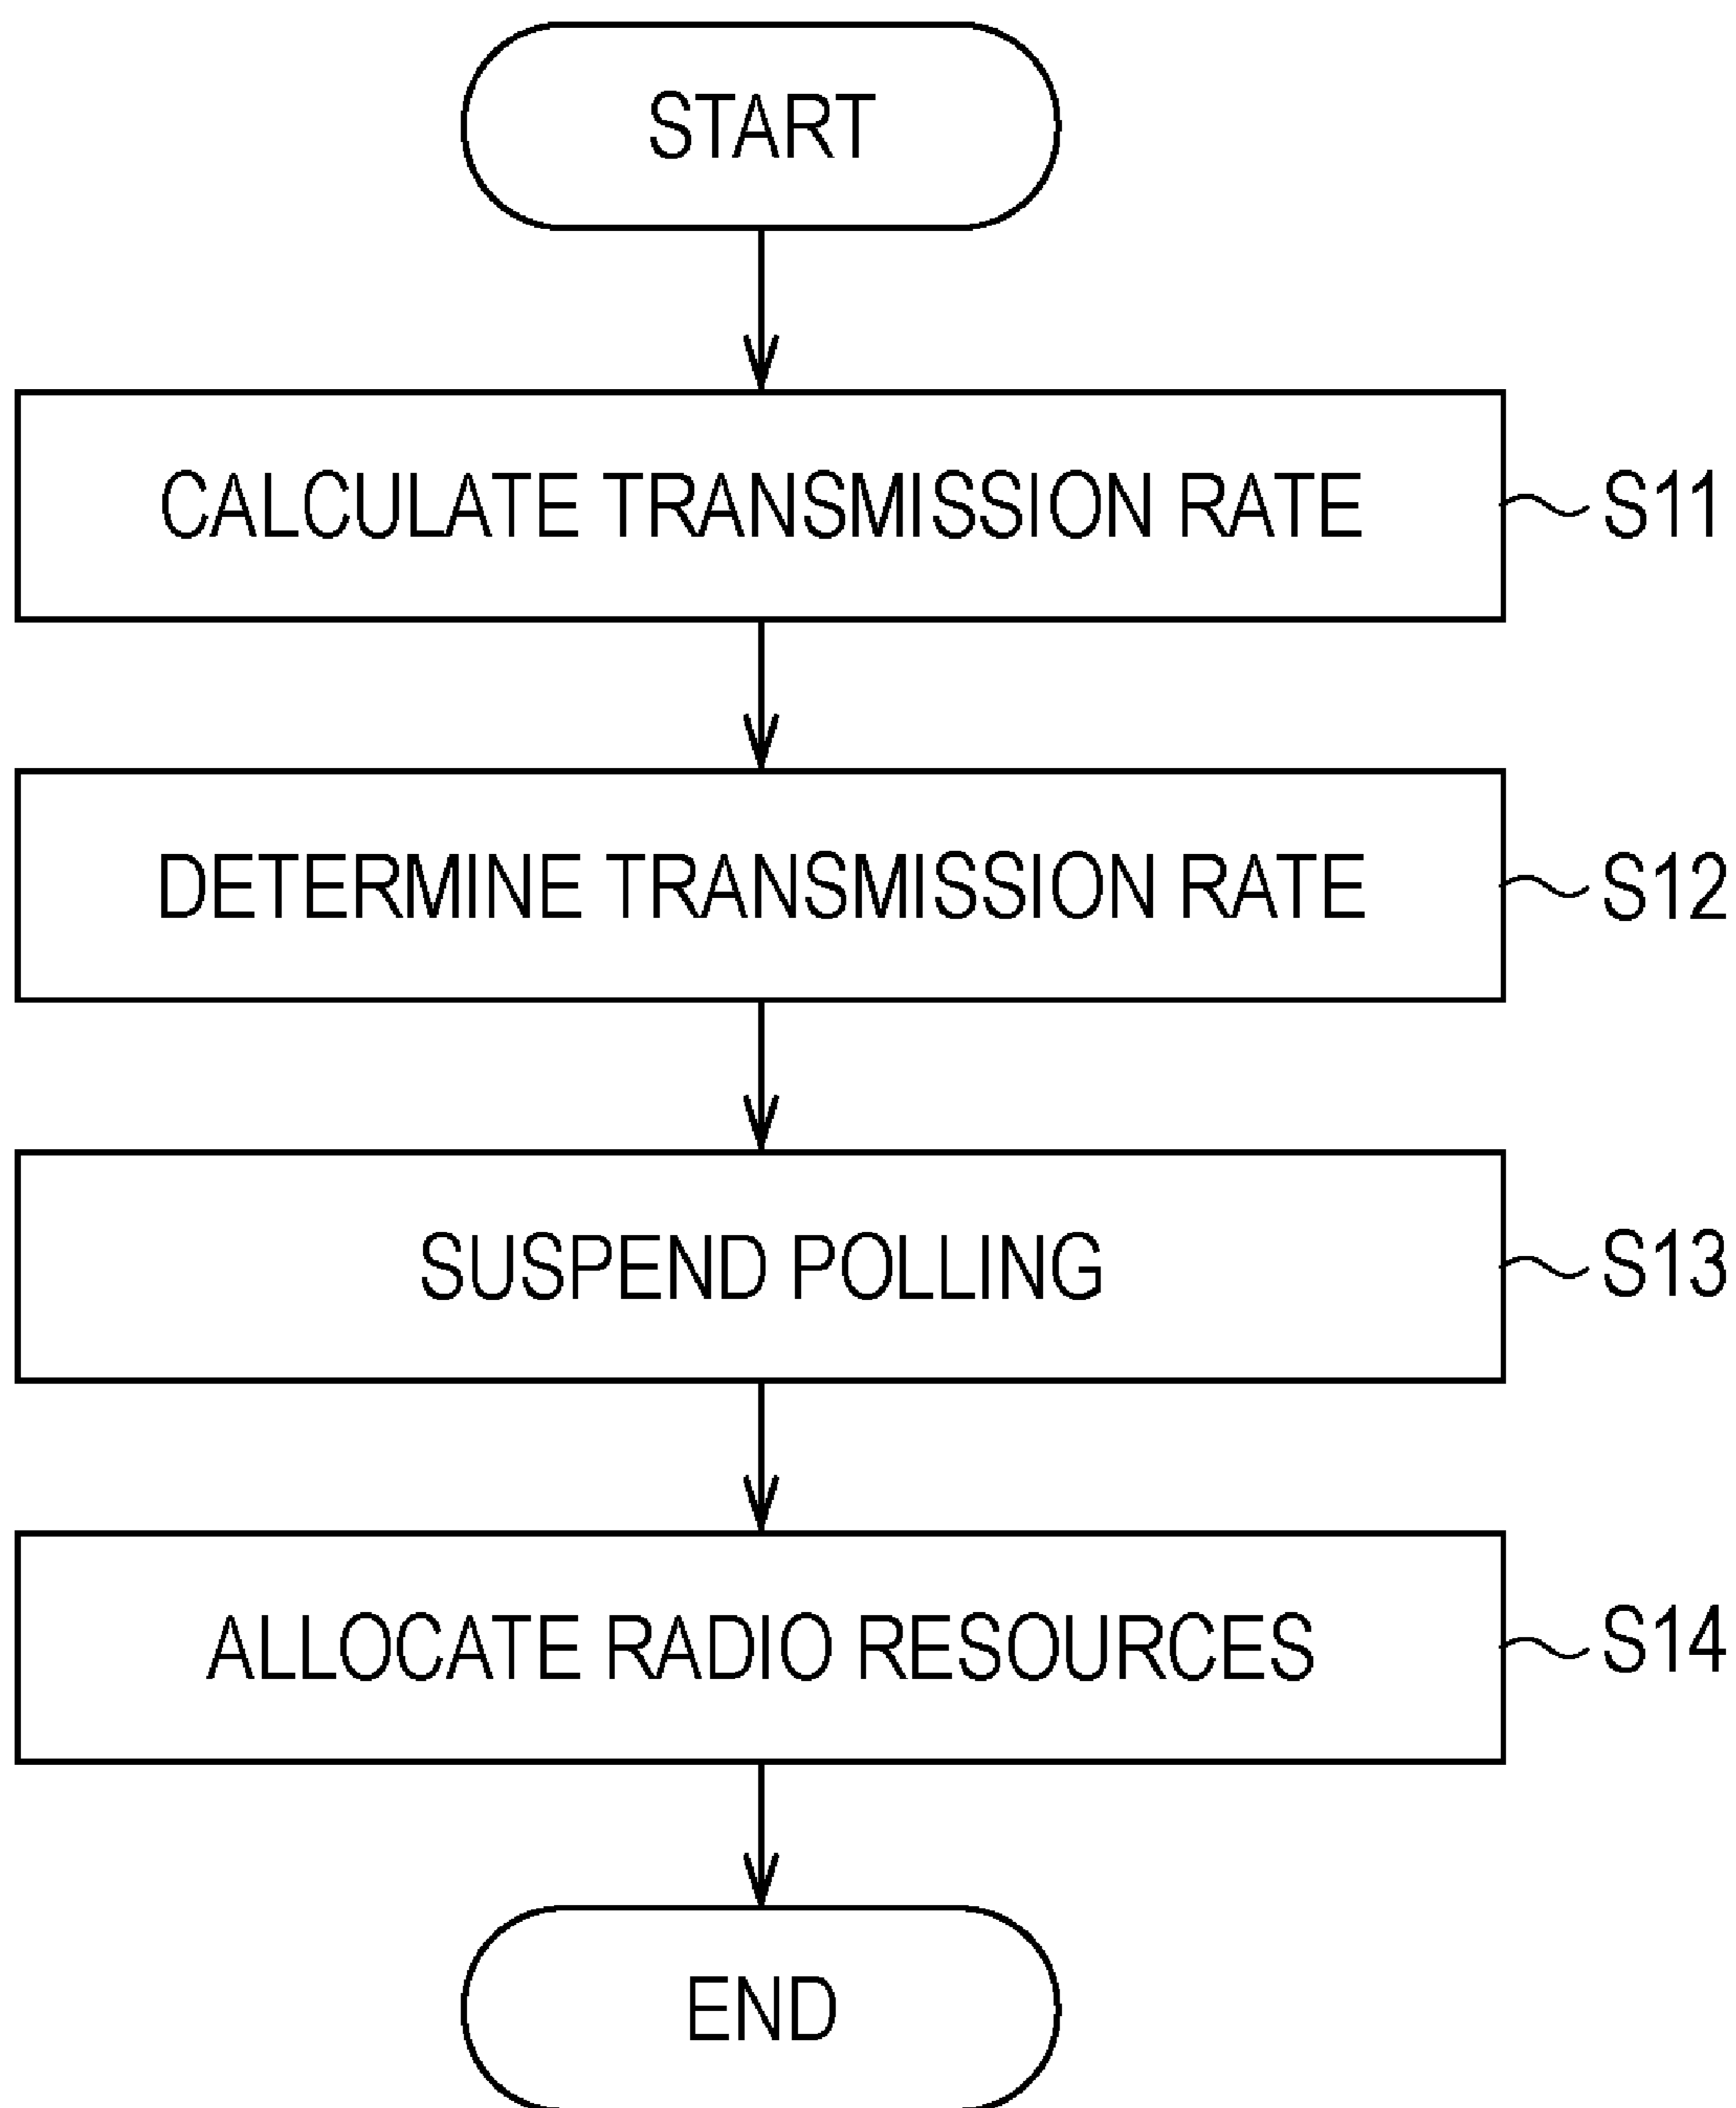 START
CALCULATE TRANSMISSION RATE
S11
DETERMINE TRANSMISSION RATE
S12
SUSPEND POLLING
S13
ALLOCATE RADIO RESOURCES
S14
END